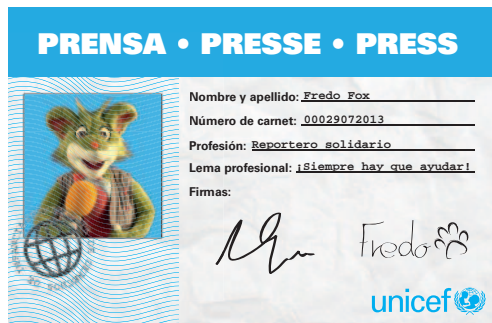 PRENSA • PRESSE • PRESS
Nombre y apellido: Fredo Fox
Número de carnet: 00029072013
Profesión: Reportero solidario
Lema profesional: ¡Siempre hay que ayudar!
Firmas:
Fredo
unicef